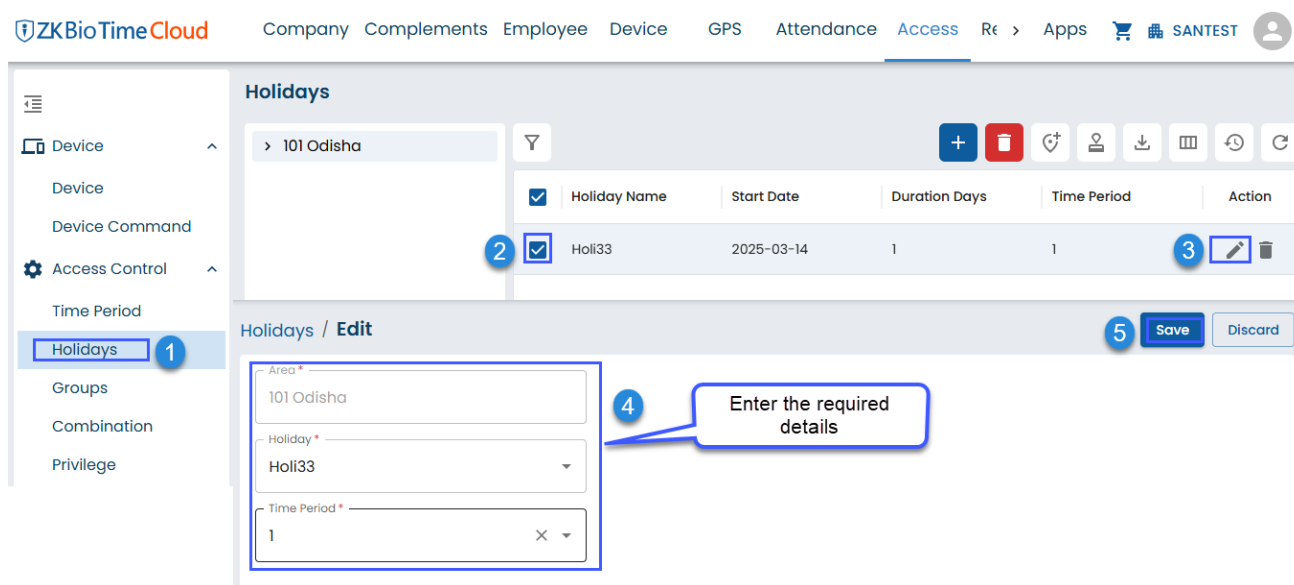 ZKBioTime Cloud
Company Complements Employee Device GPS Attendance Access Re Apps SANTEST
Holidays
Device
Device
Device Command
Access Control
Time Period
Holidays 1
Groups
Combination
Privilege
101 Odisha
Holiday Name Start Date Duration Days Time Period Action
2 Holi33 2025-03-14 1 1 3
Holidays / Edit
5 Save Discard
Area *
101 Odisha
Holiday *
Holi33
Time Period *
1
4
Enter the required
details